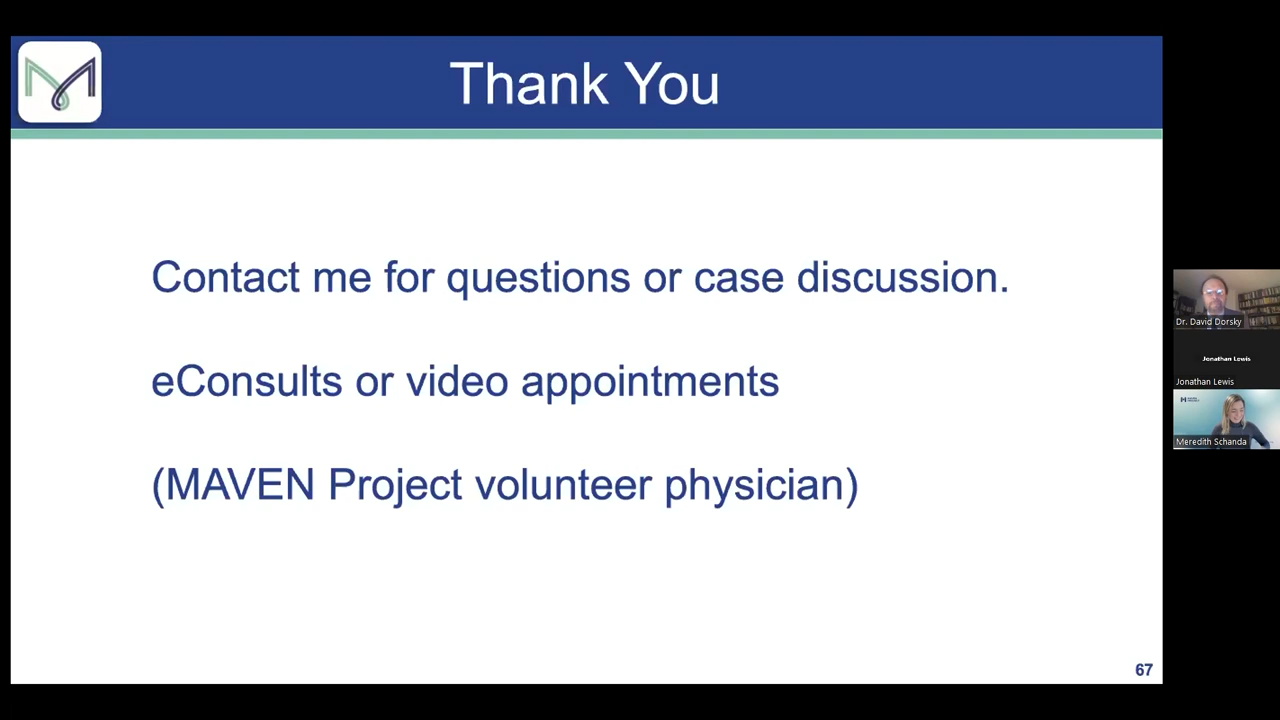 Thank You
Contact me for questions or case discussion.
eConsults or video appointments
(MAVEN Project volunteer physician)
67
Dr. David Dorsky
Jonathan Lewis
Jonathan Lewis
Meredith Schanda